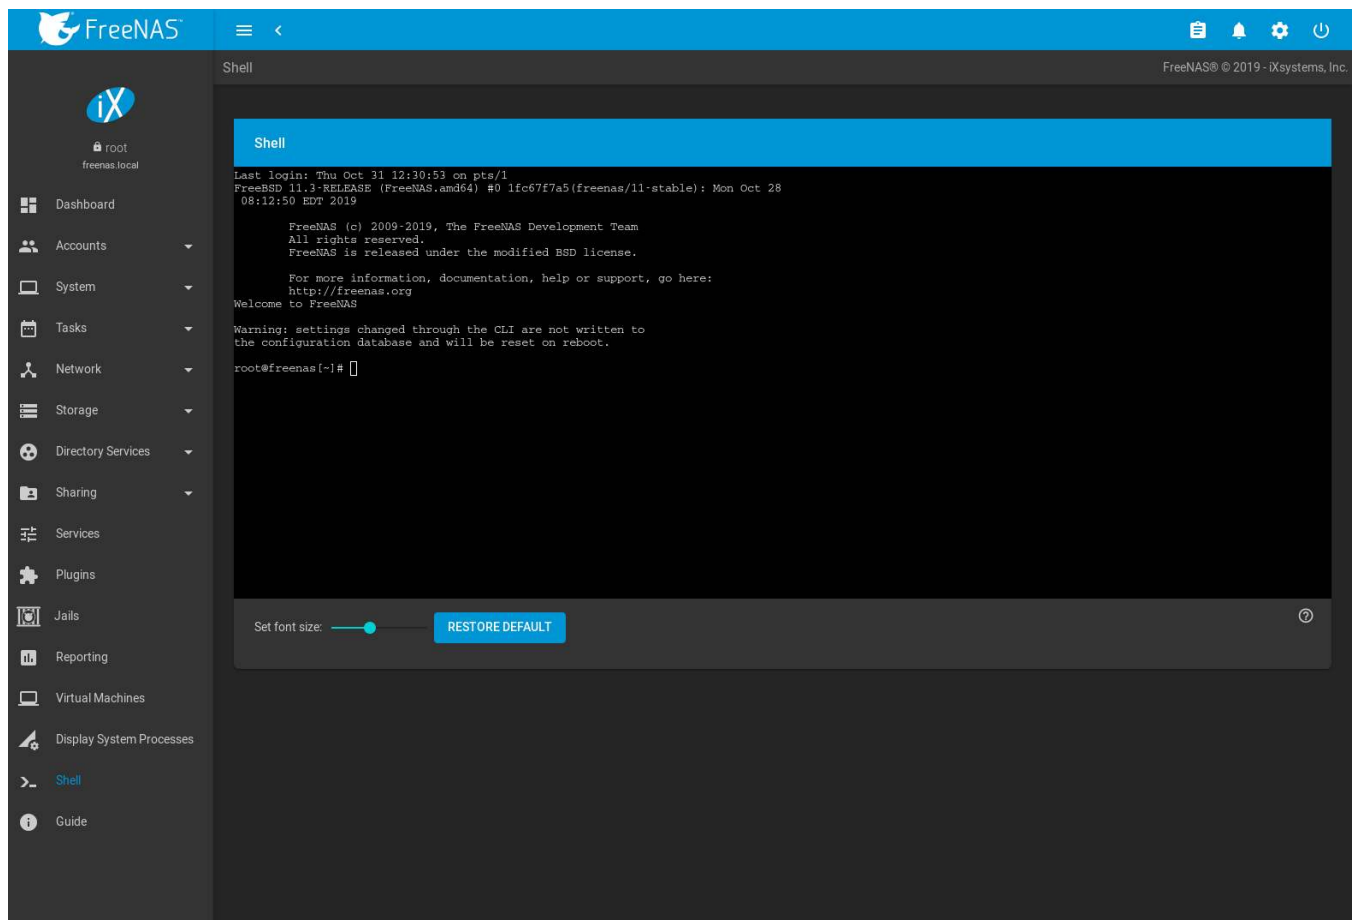 FreeNAS™
Shell
FreeNAS® © 2019 - iXsystems, Inc.
iX
root
freenas.local
Dashboard
Accounts
System
Tasks
Network
Storage
Directory Services
Sharing
Services
Plugins
Jails
Reporting
Virtual Machines
Display System Processes
Shell
Guide
Shell
Last login: Thu Oct 31 12:30:53 on pts/1
FreeBSD 11.3-RELEASE (FreeNAS.amd64) #0 1fc67f7a5(freenas/11-stable): Mon Oct 28
08:12:50 EDT 2019
FreeNAS (c) 2009-2019, The FreeNAS Development Team
All rights reserved.
FreeNAS is released under the modified BSD license.
For more information, documentation, help or support, go here:
http://freenas.org
Welcome to FreeNAS
Warning: settings changed through the CLI are not written to
the configuration database and will be reset on reboot.
root@freenas[~]#
Set font size:
RESTORE DEFAULT